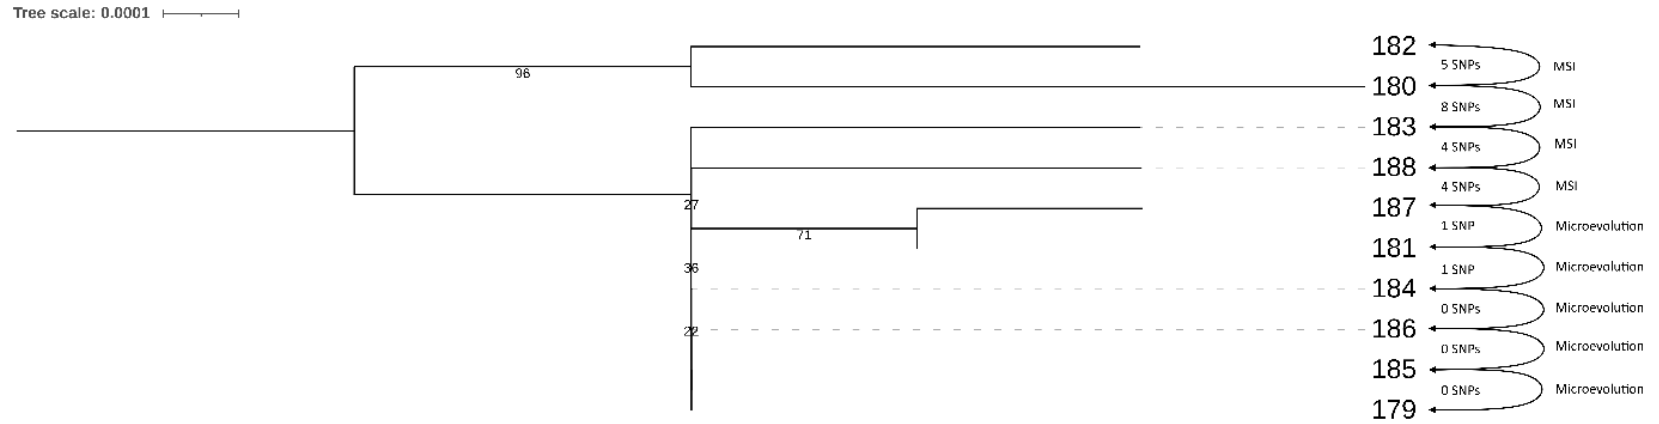 Tree scale: 0.0001
182
5 SNPs MSI
96
180
8 SNPs MSI
183
4 SNPs MSI
188
4 SNPs MSI
27
187
1 SNP Microevolution
71
181
36
1 SNP Microevolution
184
0 SNPs Microevolution
22
186
0 SNPs Microevolution
185
0 SNPs Microevolution
179